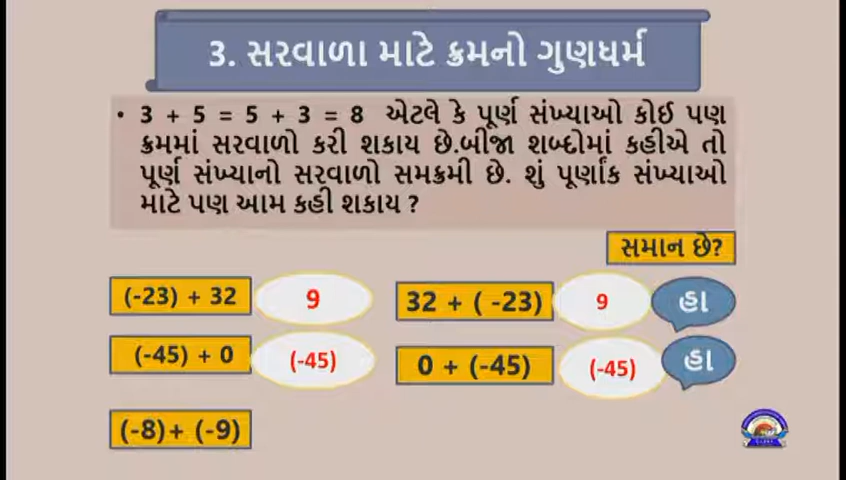 3. સરવાળા માટે ક્રમનો ગુણધર્મ
• 3 + 5 = 5 + 3 = 8 એટલે કે પૂર્ણ સંખ્યાઓ કોઈ પણ
ક્રમમાં સરવાળો કરી શકાય છે.બીજા શબ્દોમાં કહીએ તો
પૂર્ણ સંખ્યાનો સરવાળો સમક્રમી છે. શું પૂર્ણાંક સંખ્યાઓ
માટે પણ આમ કહી શકાય ?
સમાન છે?
(-23) + 32 9 32 + ( -23) 9 હા
(-45) + 0 (-45) 0 + (-45) (-45) હા
(-8)+ (-9)